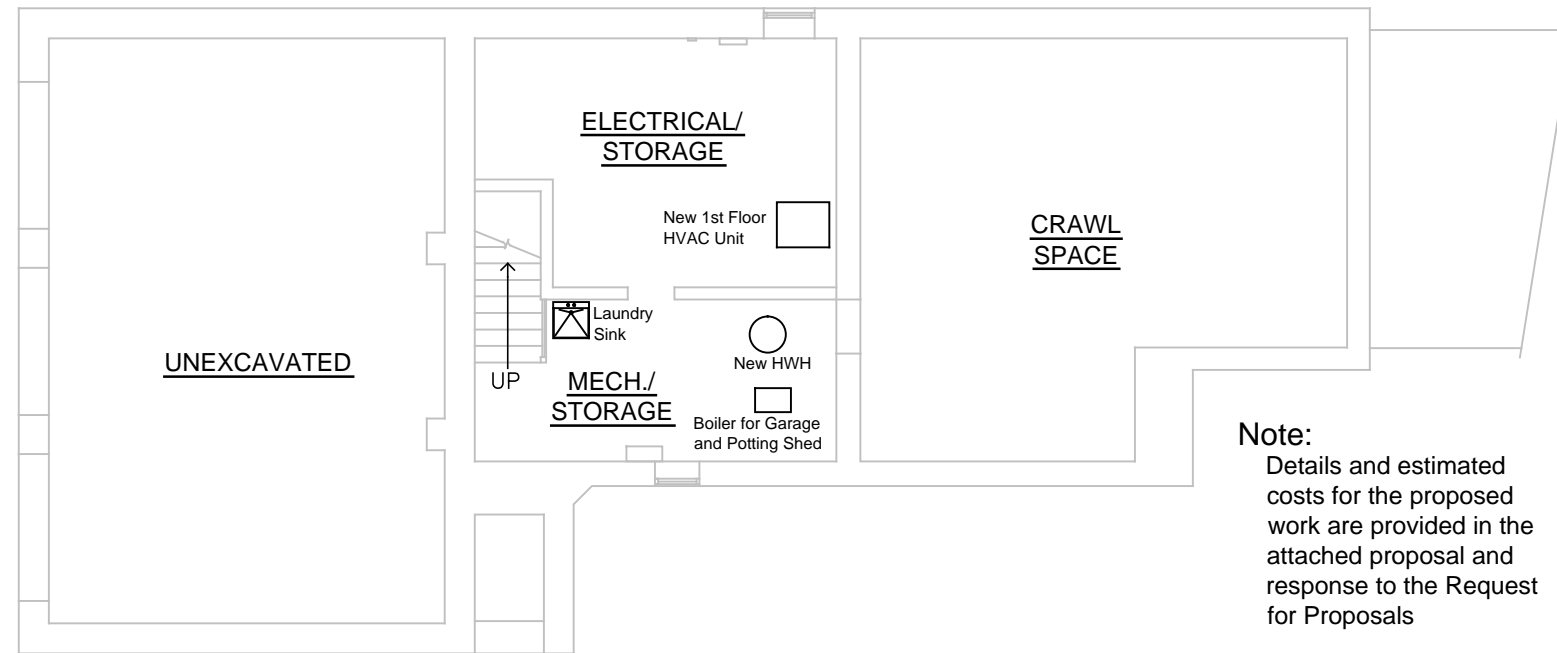 ELECTRICAL/
STORAGE
New 1st Floor
HVAC Unit
CRAWL
SPACE
Laundry
Sink
UNEXCAVATED
New HWH
UP
MECH./
STORAGE
Boiler for Garage
and Potting Shed
Note:
Details and estimated
costs for the proposed
work are provided in the
attached proposal and
response to the Request
for Proposals